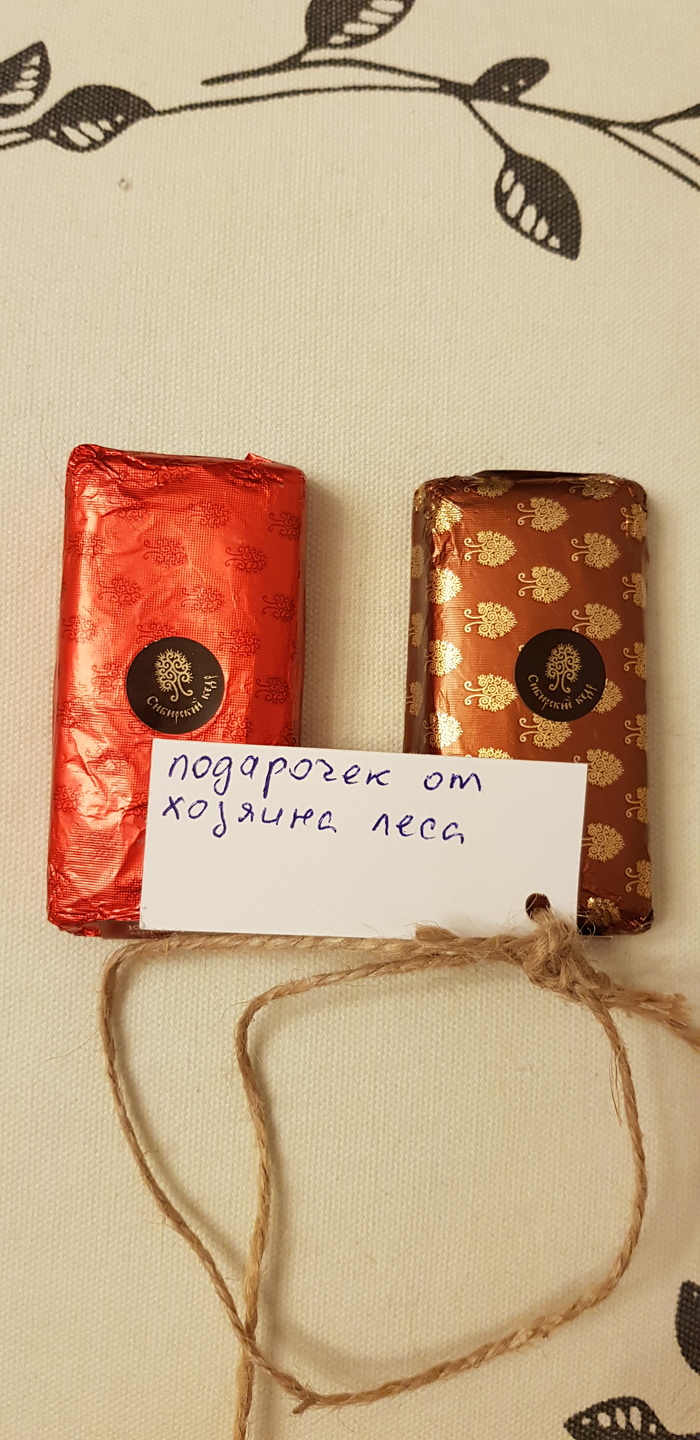 Сибирский кедр
Сибирский кедр
подарочек от
хозяина леса